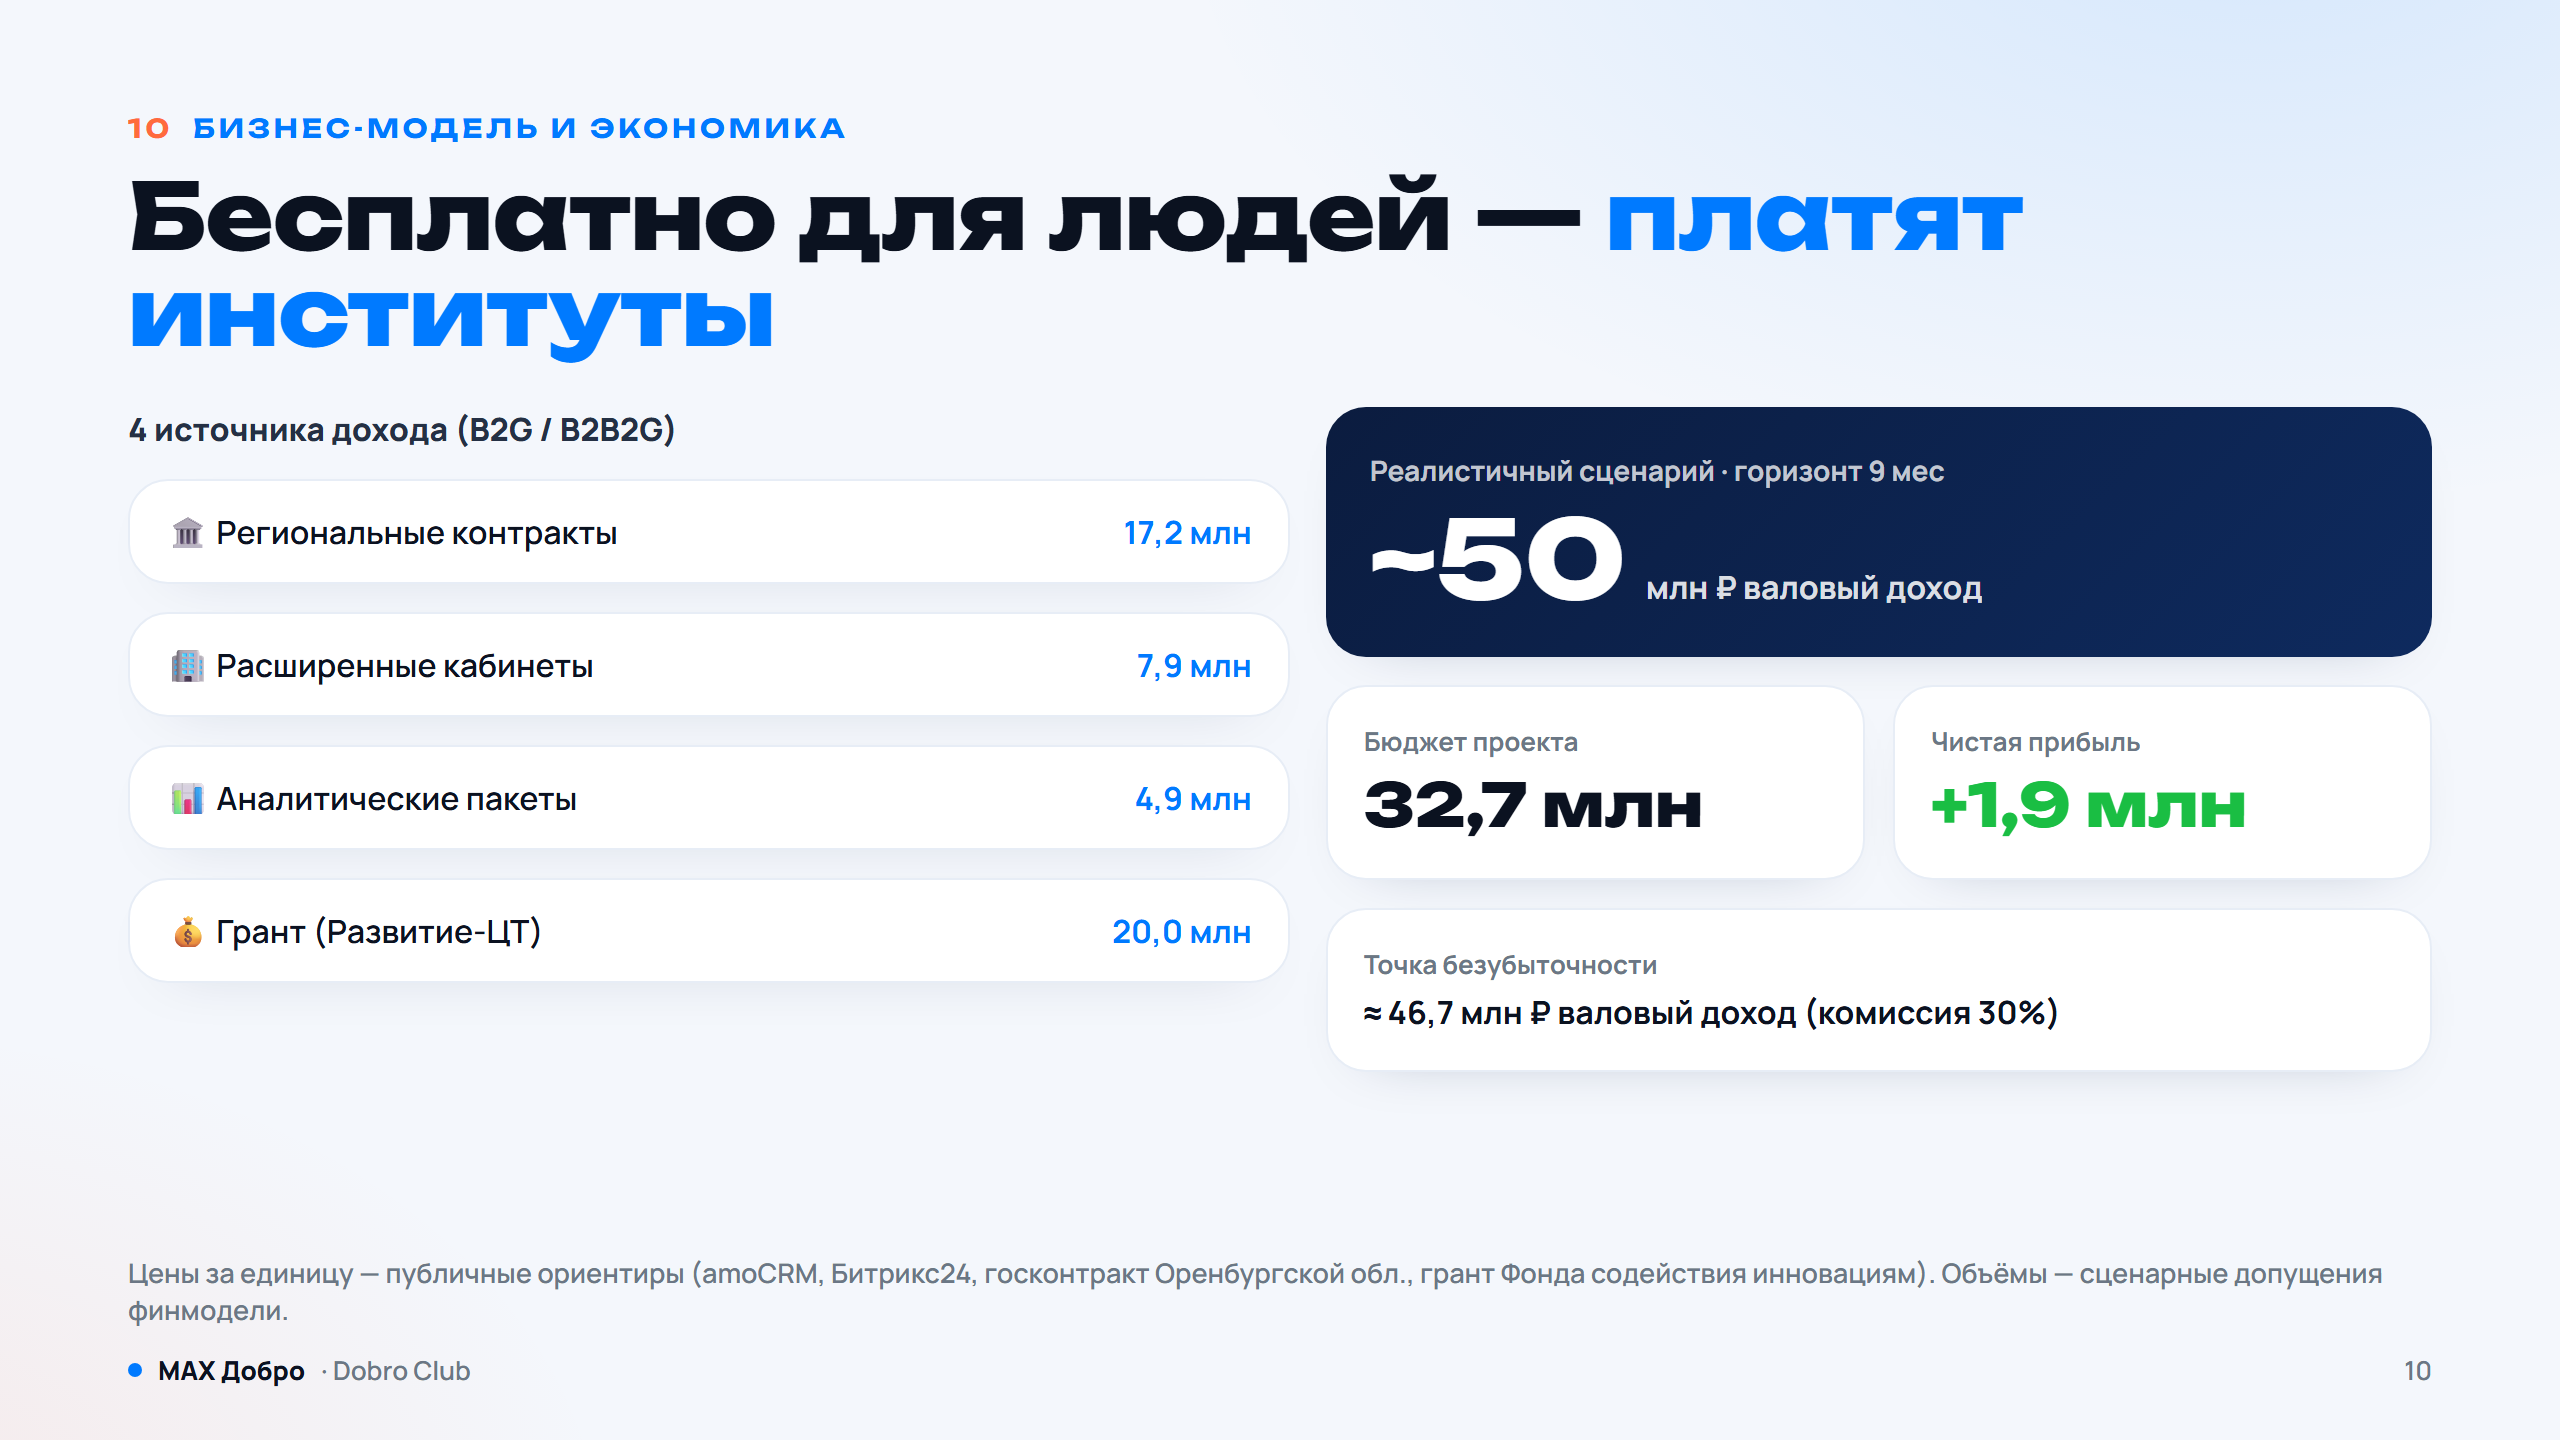 10 БИЗНЕС-МОДЕЛЬ И ЭКОНОМИКА
Бесплатно для людей — платят
институты
4 источника дохода (B2G / B2B2G)
Региональные контракты 17,2 млн
Расширенные кабинеты 7,9 млн
Аналитические пакеты 4,9 млн
Грант (Развитие-ЦТ) 20,0 млн
Реалистичный сценарий · горизонт 9 мес
~50 млн ₽ валовый доход
Бюджет проекта
32,7 млн
Чистая прибыль
+1,9 млн
Точка безубыточности
≈ 46,7 млн ₽ валовый доход (комиссия 30%)
Цены за единицу — публичные ориентиры (amoCRM, Битрикс24, госконтракт Оренбургской обл., грант Фонда содействия инновациям). Объёмы — сценарные допущения
финмодели.
MAX Добро · Dobro Club
10